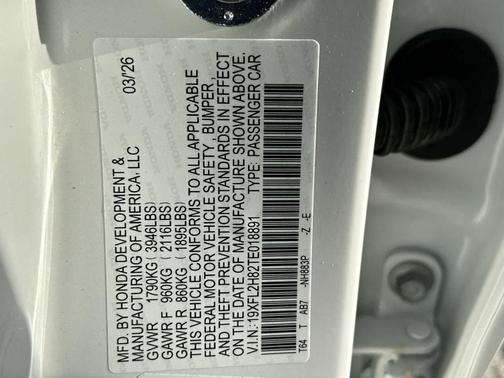 MFD. BY HONDA DEVELOPMENT & 03/26
MANUFACTURING OF AMERICA, LLC
GVWR 1790KG ( 3946LBS)
GAWR F 960KG ( 2116LBS)
GAWR R 860KG ( 1895LBS)
THIS VEHICLE CONFORMS TO ALL APPLICABLE
FEDERAL MOTOR VEHICLE SAFETY, BUMPER,
AND THEFT PREVENTION STANDARDS IN EFFECT
ON THE DATE OF MANUFACTURE SHOWN ABOVE.
V.I.N.: 19XFL2H82TE018891 TYPE: PASSENGER CAR
T64 T AB7 -NH883P -Z -E